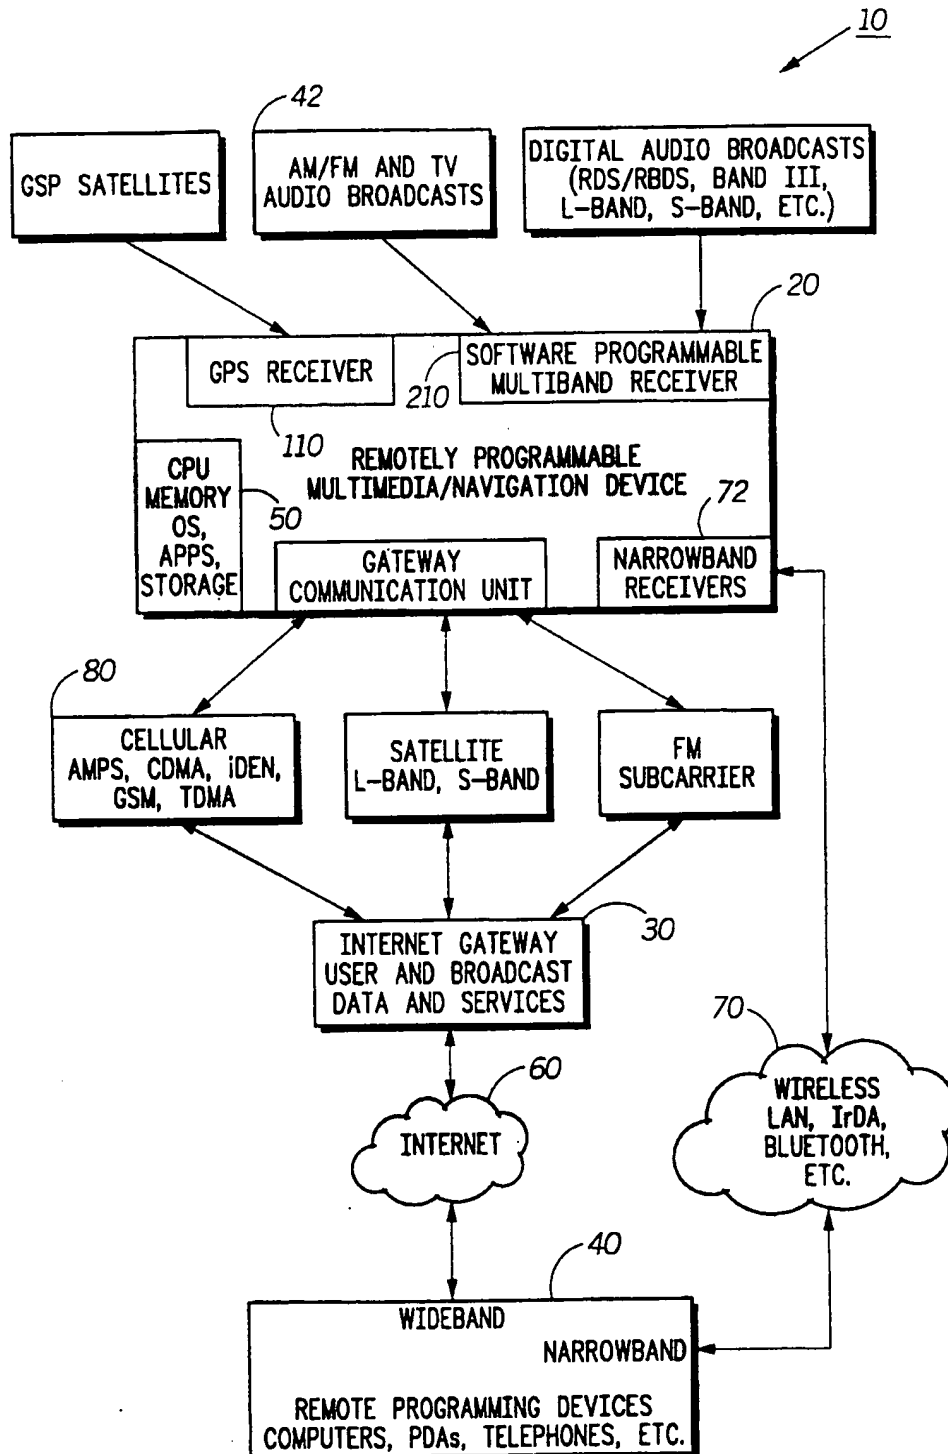 10
42
GSP SATELLITES
AM/FM AND TV
AUDIO BROADCASTS
DIGITAL AUDIO BROADCASTS
(RDS/RBDS, BAND III,
L-BAND, S-BAND, ETC.)
20
GPS RECEIVER
210
SOFTWARE PROGRAMMABLE
MULTIBAND RECEIVER
110
REMOTELY PROGRAMMABLE
MULTIMEDIA/NAVIGATION DEVICE
CPU
MEMORY
OS,
APPS,
STORAGE
50
72
GATEWAY
COMMUNICATION UNIT
NARROWBAND
RECEIVERS
80
CELLULAR
AMPS, CDMA, iDEN,
GSM, TDMA
SATELLITE
L-BAND, S-BAND
FM
SUBCARRIER
30
INTERNET GATEWAY
USER AND BROADCAST
DATA AND SERVICES
60
INTERNET
70
WIRELESS
LAN, IrDA,
BLUETOOTH,
ETC.
40
WIDEBAND
NARROWBAND
REMOTE PROGRAMMING DEVICES
COMPUTERS, PDAs, TELEPHONES, ETC.